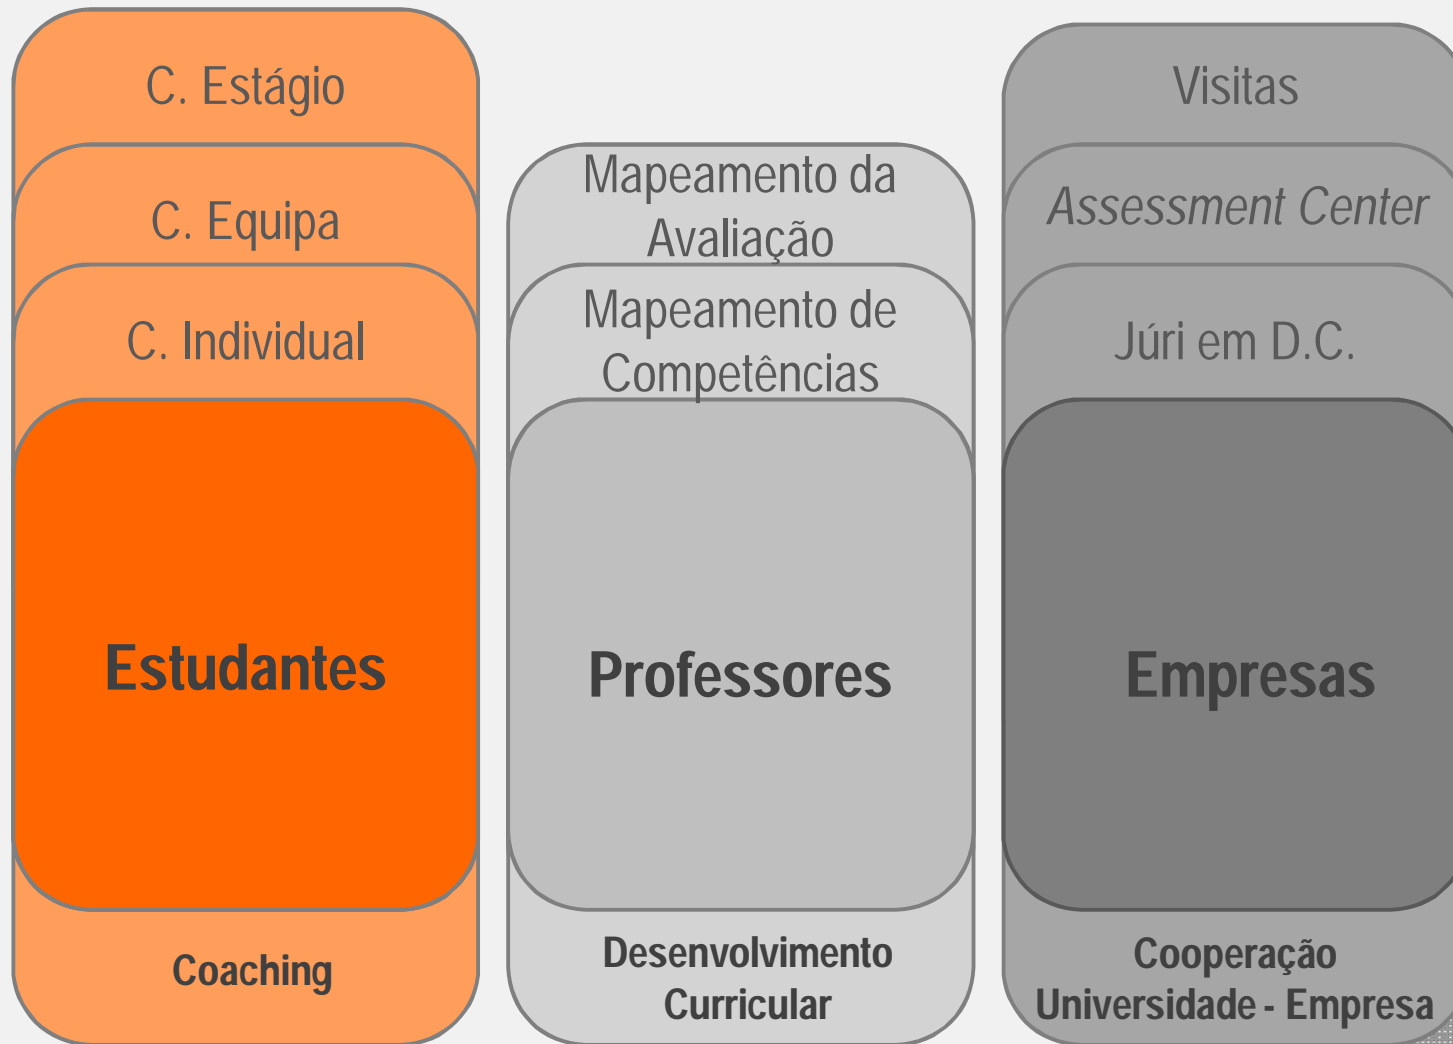 C. Estágio
C. Equipa
C. Individual
Estudantes
Coaching
Mapeamento da
Avaliação
Mapeamento de
Competências
Professores
Desenvolvimento
Curricular
Visitas
Assessment Center
Júri em D.C.
Empresas
Cooperação
Universidade - Empresa